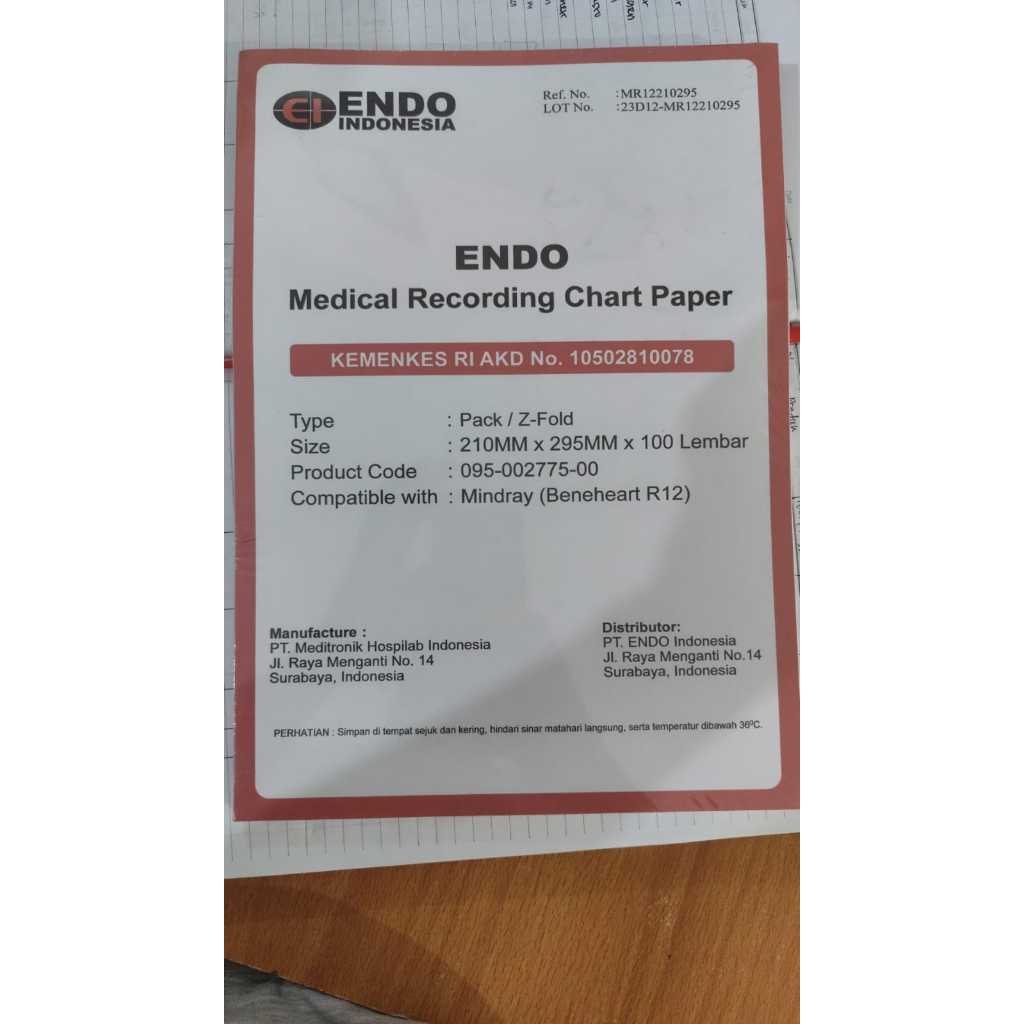 ENDO
INDONESIA
Ref. No. : MR12210295
LOT No. : 23D12-MR12210295
ENDO
Medical Recording Chart Paper
KEMENKES RI AKD No. 10502810078
Type : Pack / Z-Fold
Size : 210MM x 295MM x 100 Lembar
Product Code : 095-002775-00
Compatible with : Mindray (Beneheart R12)
Manufacture :
PT. Meditronik Hospilab Indonesia
Jl. Raya Menganti No. 14
Surabaya, Indonesia
Distributor:
PT. ENDO Indonesia
Jl. Raya Menganti No.14
Surabaya, Indonesia
PERHATIAN : Simpan di tempat sejuk dan kering, hindari sinar matahari langsung, serta temperatur dibawah 36⁰C.